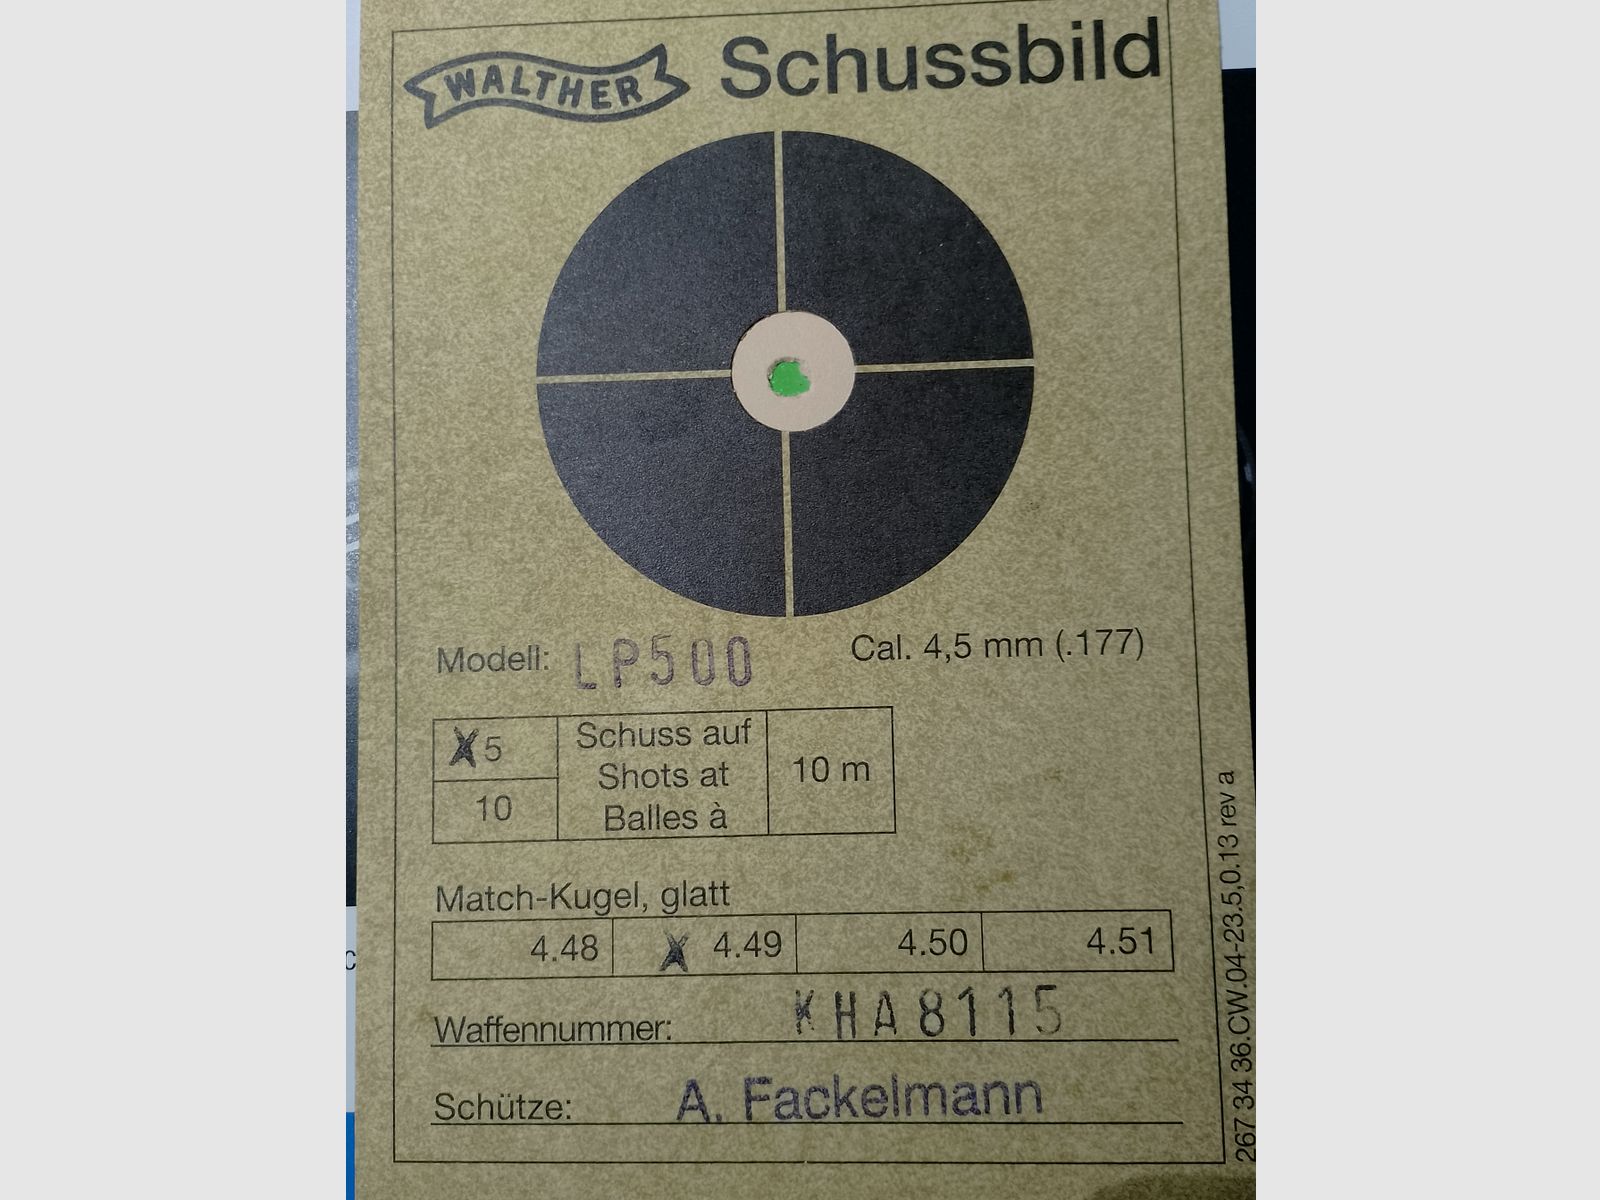 WALTHER Schussbild
Modell: LP500 Cal. 4,5 mm (.177)
X 5
10
Schuss auf
Shots at
Balles à
10 m
Match-Kugel, glatt
4.48 X 4.49 4.50 4.51
Waffennummer: KHA8115
Schütze: A. Fackelmann
267 34 36.CW.04-23.5,0.13 rev a
c